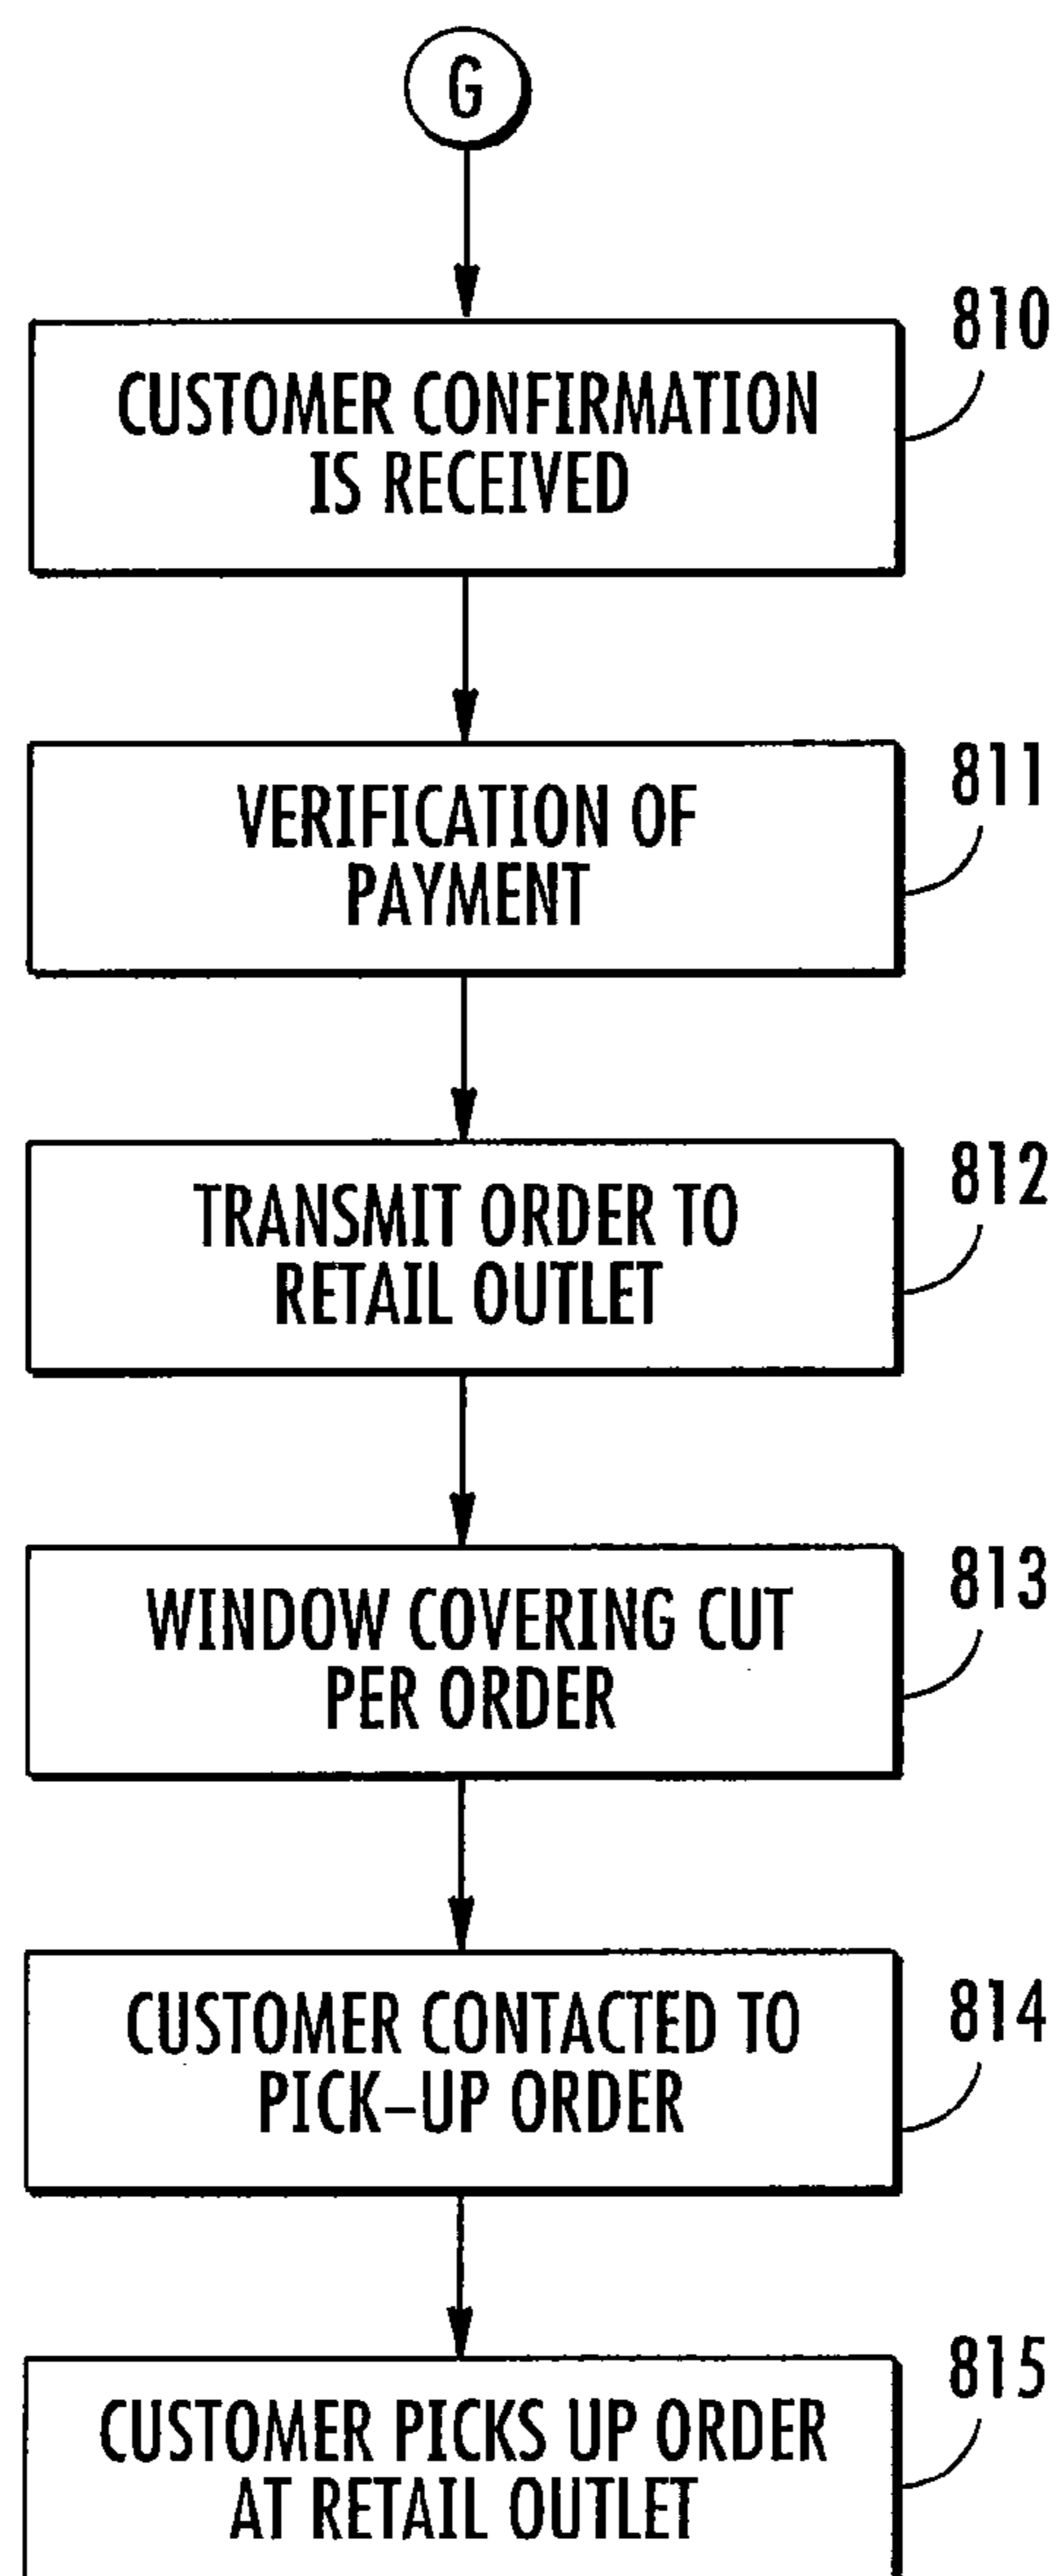 G
810
CUSTOMER CONFIRMATION
IS RECEIVED
811
VERIFICATION OF
PAYMENT
812
TRANSMIT ORDER TO
RETAIL OUTLET
813
WINDOW COVERING CUT
PER ORDER
814
CUSTOMER CONTACTED TO
PICK–UP ORDER
815
CUSTOMER PICKS UP ORDER
AT RETAIL OUTLET